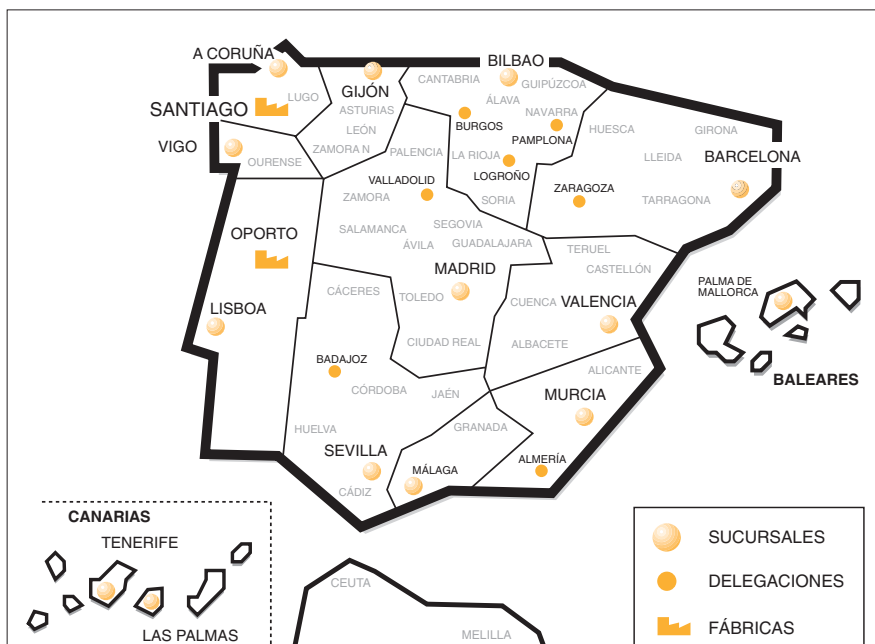 A CORUÑA
BILBAO
CANTABRIA
GUIPÚZCOA
GIJÓN
LUGO
ÁLAVA
SANTIAGO
ASTURIAS
NAVARRA
BURGOS
LEÓN
PAMPLONA
HUESCA
GIRONA
VIGO
ZAMORA N
PALENCIA
LA RIOJA
LLEIDA
BARCELONA
OURENSE
LOGROÑO
VALLADOLID
ZARAGOZA
ZAMORA
SORIA
TARRAGONA
OPORTO
SALAMANCA
SEGOVIA
ÁVILA
GUADALAJARA
TERUEL
MADRID
CASTELLÓN
CÁCERES
TOLEDO
CUENCA
VALENCIA
PALMA DE
MALLORCA
LISBOA
CIUDAD REAL
ALBACETE
BADAJOZ
ALICANTE
BALEARES
CÓRDOBA
JAÉN
MURCIA
HUELVA
GRANADA
SEVILLA
MÁLAGA
ALMERÍA
CÁDIZ
CANARIAS
TENERIFE
LAS PALMAS
CEUTA
MELILLA
SUCURSALES
DELEGACIONES
FÁBRICAS